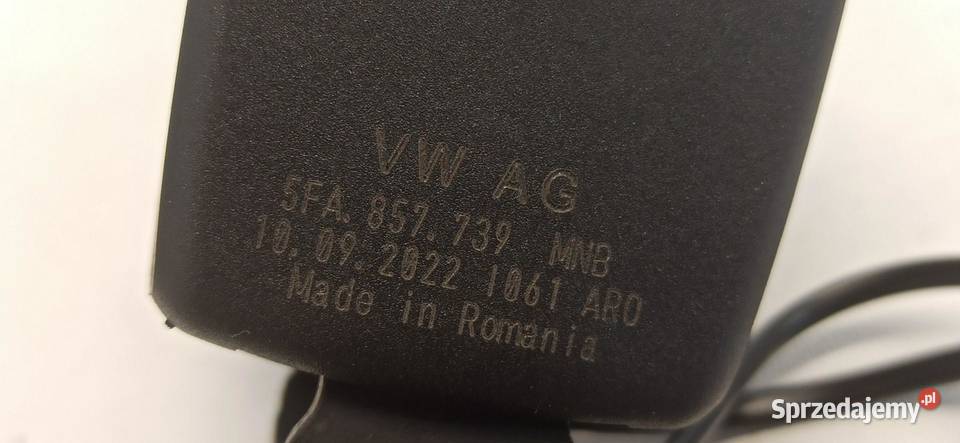 VW AG
5FA.857.739 MNB
10.09.2022 1061 ARO
Made in Romania
Sprzedajemy.pl